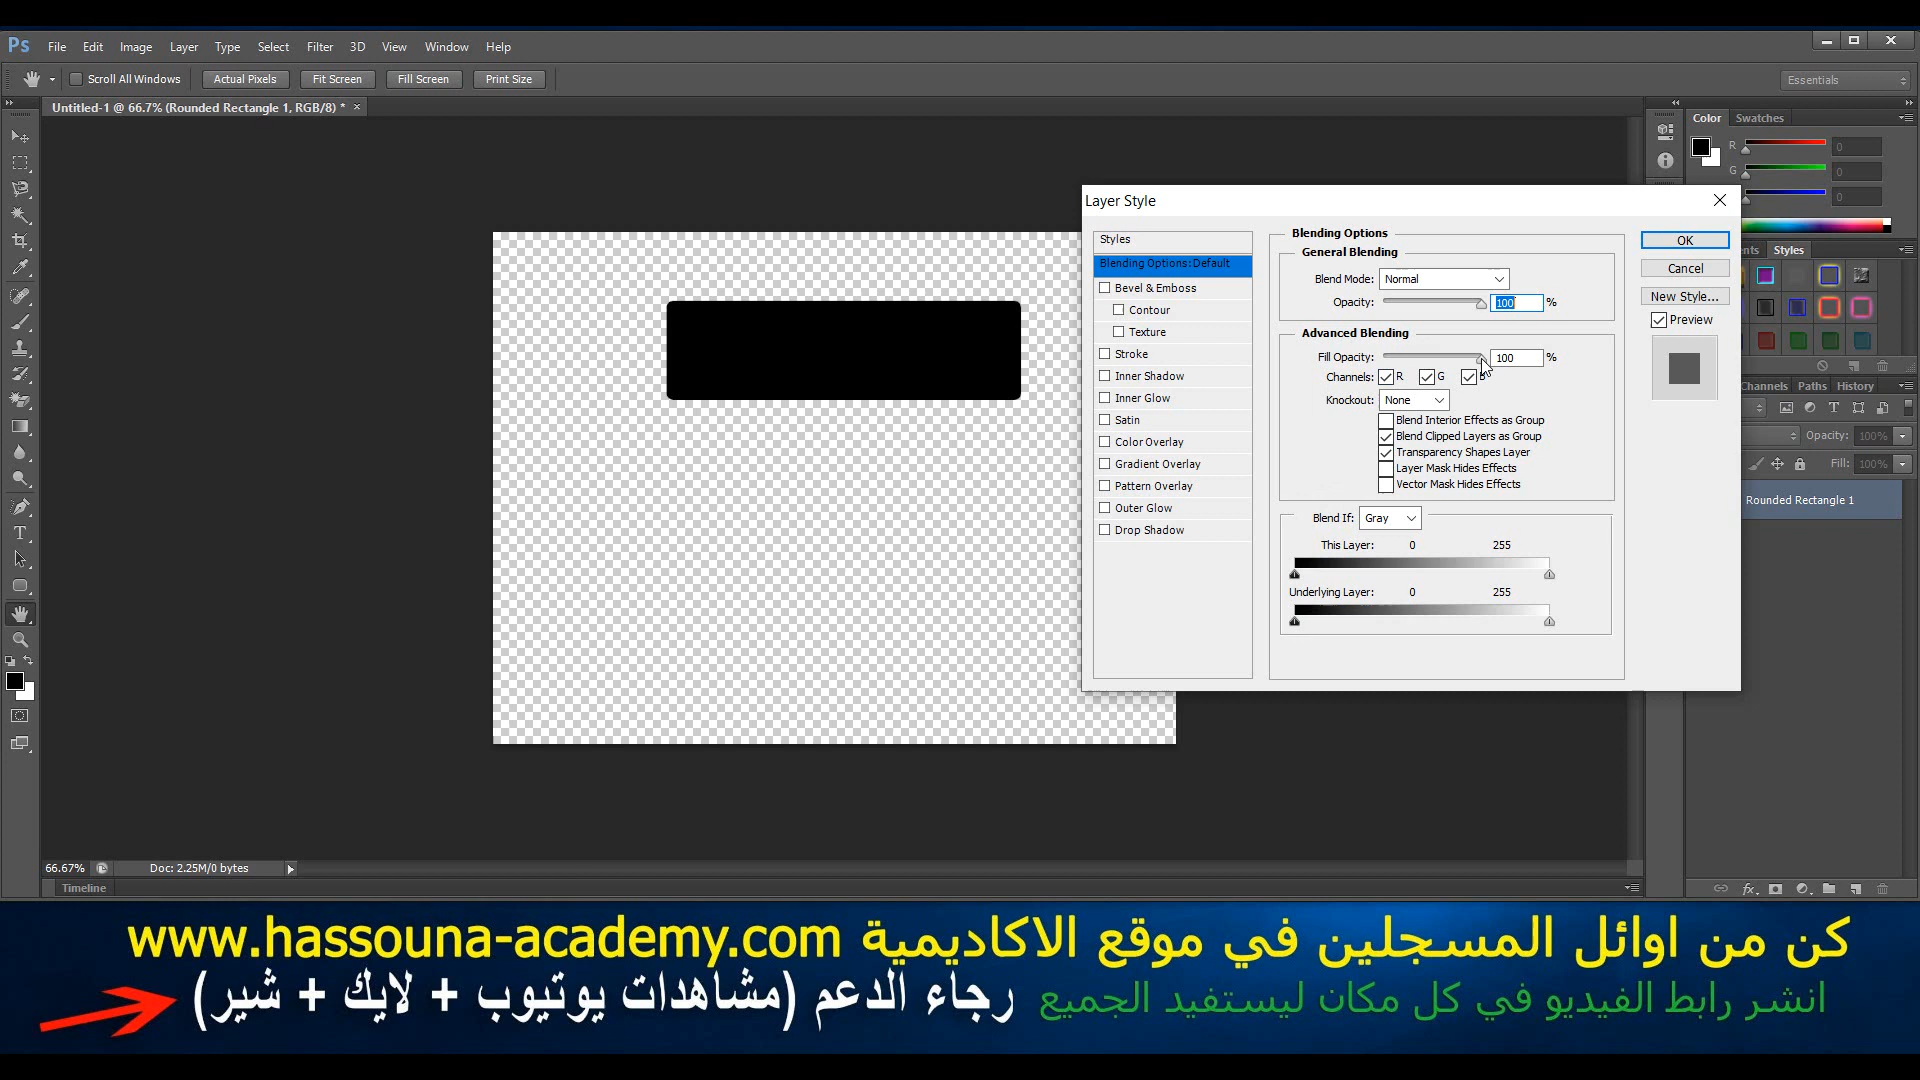 Ps File Edit Image Layer Type Select Filter 3D View Window Help
Scroll All Windows Actual Pixels Fit Screen Fill Screen Print Size Essentials
Untitled-1 @ 66.7% (Rounded Rectangle 1, RGB/8) *
Color Swatches
R 0
G 0
0
Styles
Channels Paths History
Opacity: 100%
Fill: 100%
Rounded Rectangle 1
Layer Style
Styles
Blending Options: Default
Bevel & Emboss
Contour
Texture
Stroke
Inner Shadow
Inner Glow
Satin
Color Overlay
Gradient Overlay
Pattern Overlay
Outer Glow
Drop Shadow
Blending Options
General Blending
Blend Mode: Normal
Opacity: 100 %
Advanced Blending
Fill Opacity: 100 %
Channels: R G
Knockout: None
Blend Interior Effects as Group
Blend Clipped Layers as Group
Transparency Shapes Layer
Layer Mask Hides Effects
Vector Mask Hides Effects
Blend If: Gray
This Layer: 0 255
Underlying Layer: 0 255
OK
Cancel
New Style...
Preview
66.67% Doc: 2.25M/0 bytes
Timeline
كن من اوائل المسجلين في موقع الاكاديمية www.hassouna-academy.com
انشر رابط الفيديو في كل مكان ليستفيد الجميع رجاء الدعم (مشاهدات يوتيوب + لايك + شير)